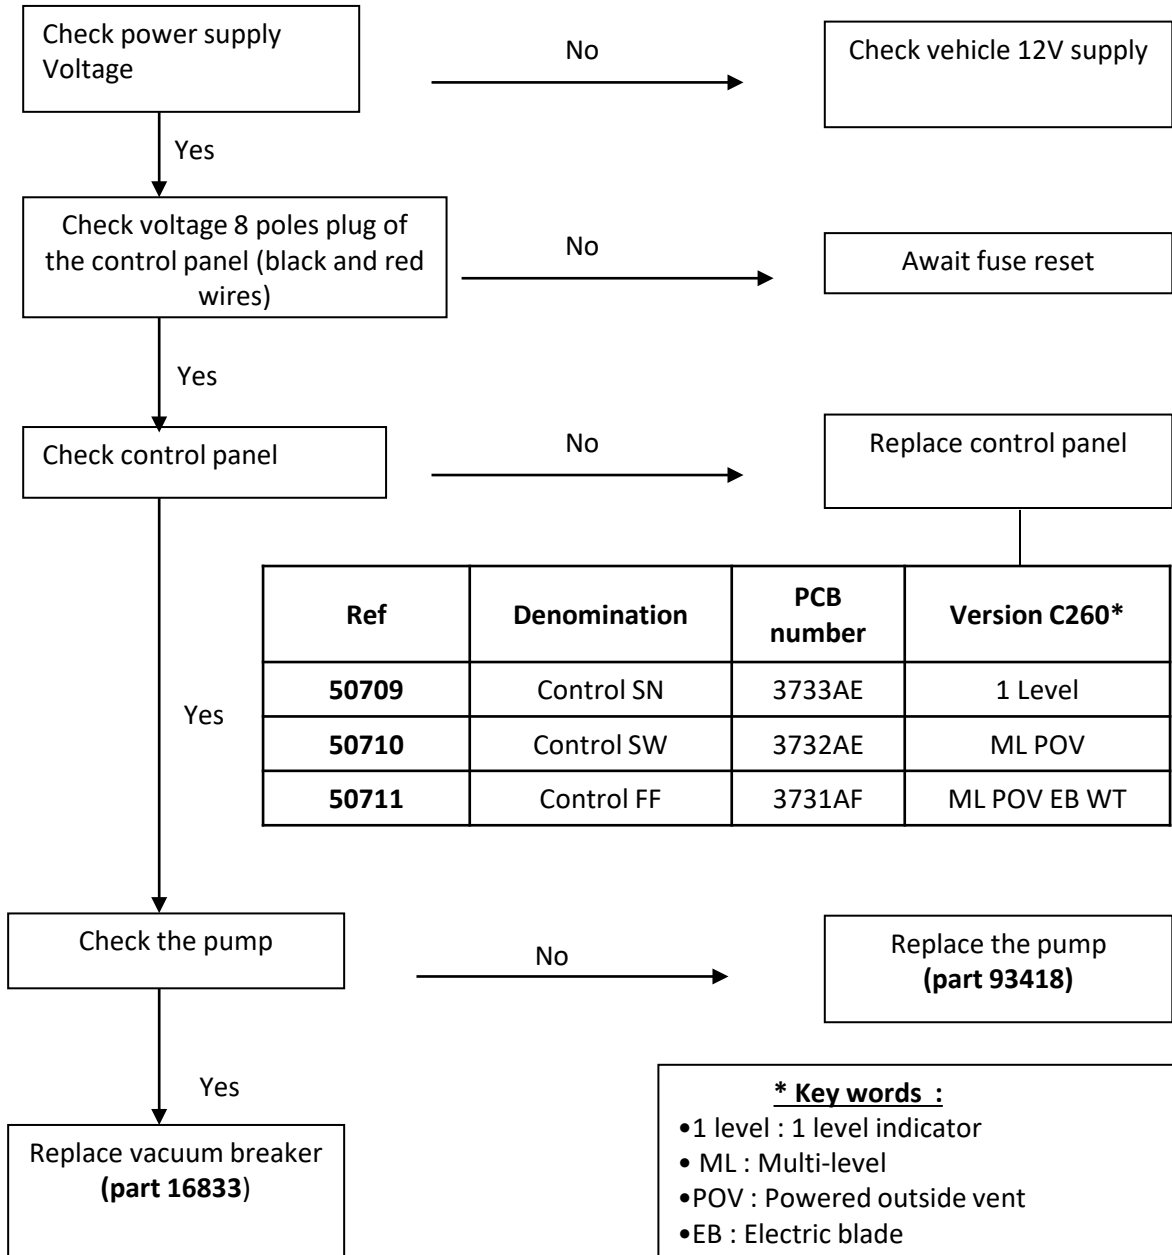 Check power supply
Voltage
No
Check vehicle 12V supply
Yes
Check voltage 8 poles plug of
the control panel (black and red
wires)
No
Await fuse reset
Yes
Check control panel
No
Replace control panel
Ref
Denomination
PCB
number
Version C260*
50709
Control SN
3733AE
1 Level
50710
Control SW
3732AE
ML POV
50711
Control FF
3731AF
ML POV EB WT
Yes
Check the pump
No
Replace the pump
(part 93418)
Yes
Replace vacuum breaker
(part 16833)
* Key words :
•1 level : 1 level indicator
• ML : Multi-level
•POV : Powered outside vent
•EB : Electric blade